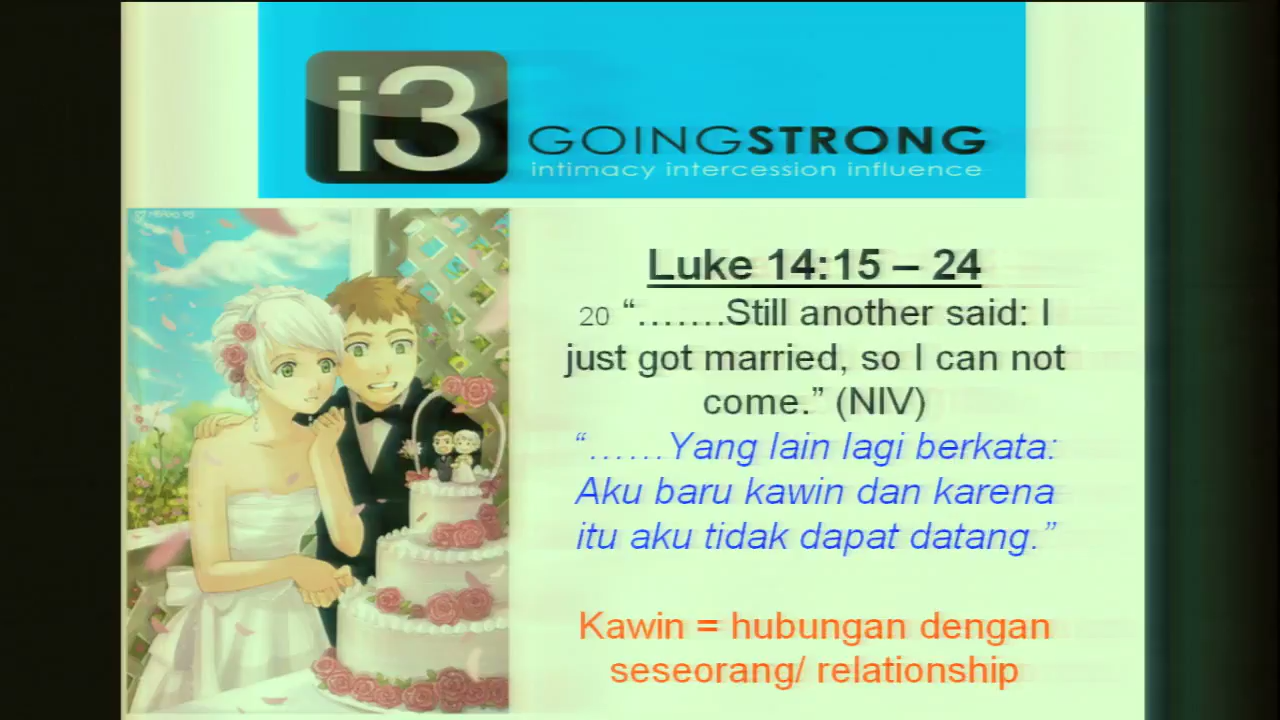 i3
GOINGSTRONG
intimacy intercession influence
Luke 14:15 – 24
20 “.......Still another said: I
just got married, so I can not
come.” (NIV)
“......Yang lain lagi berkata:
Aku baru kawin dan karena
itu aku tidak dapat datang.”
Kawin = hubungan dengan
seseorang/ relationship